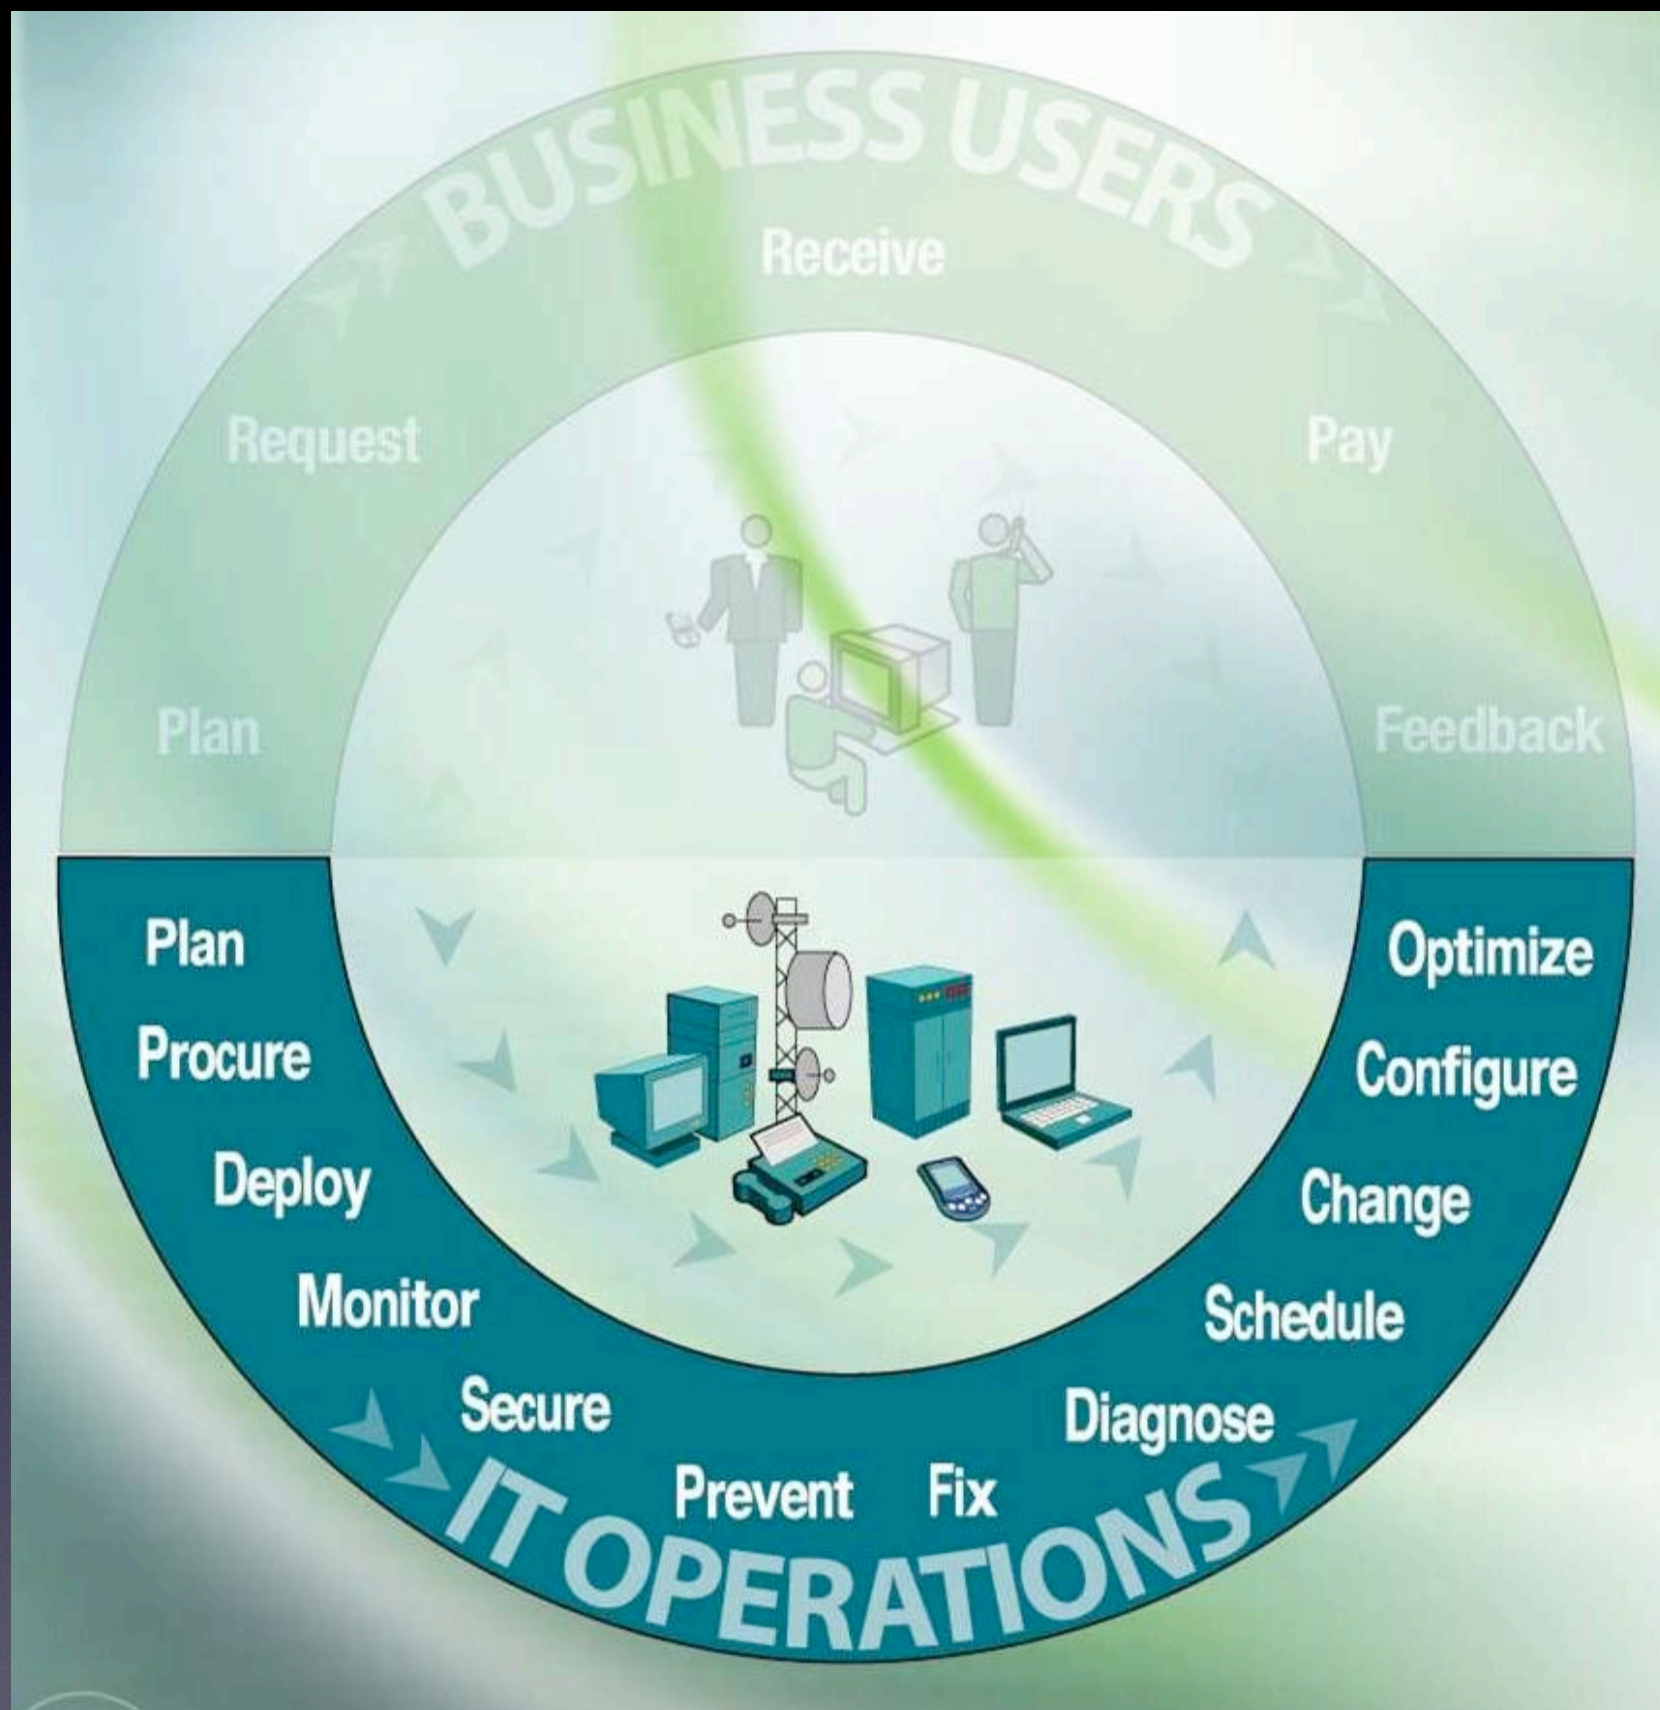 BUSINESS USERS
Receive
Request
Pay
Plan
Feedback
Plan
Optimize
Procure
Configure
Deploy
Change
Monitor
Schedule
Secure
Diagnose
Prevent
Fix
IT OPERATIONS